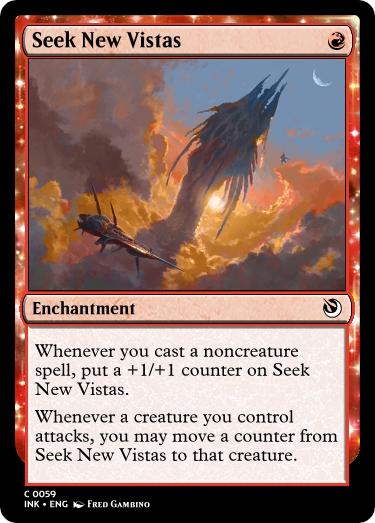 Seek New Vistas
Enchantment
Whenever you cast a noncreature
spell, put a +1/+1 counter on Seek
New Vistas.
Whenever a creature you control
attacks, you may move a counter from
Seek New Vistas to that creature.
C 0059
INK • ENG Fred Gambino